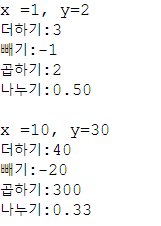 x =1, y=2
더하기:3
빼기:-1
곱하기:2
나누기:0.50

x =10, y=30
더하기:40
빼기:-20
곱하기:300
나누기:0.33